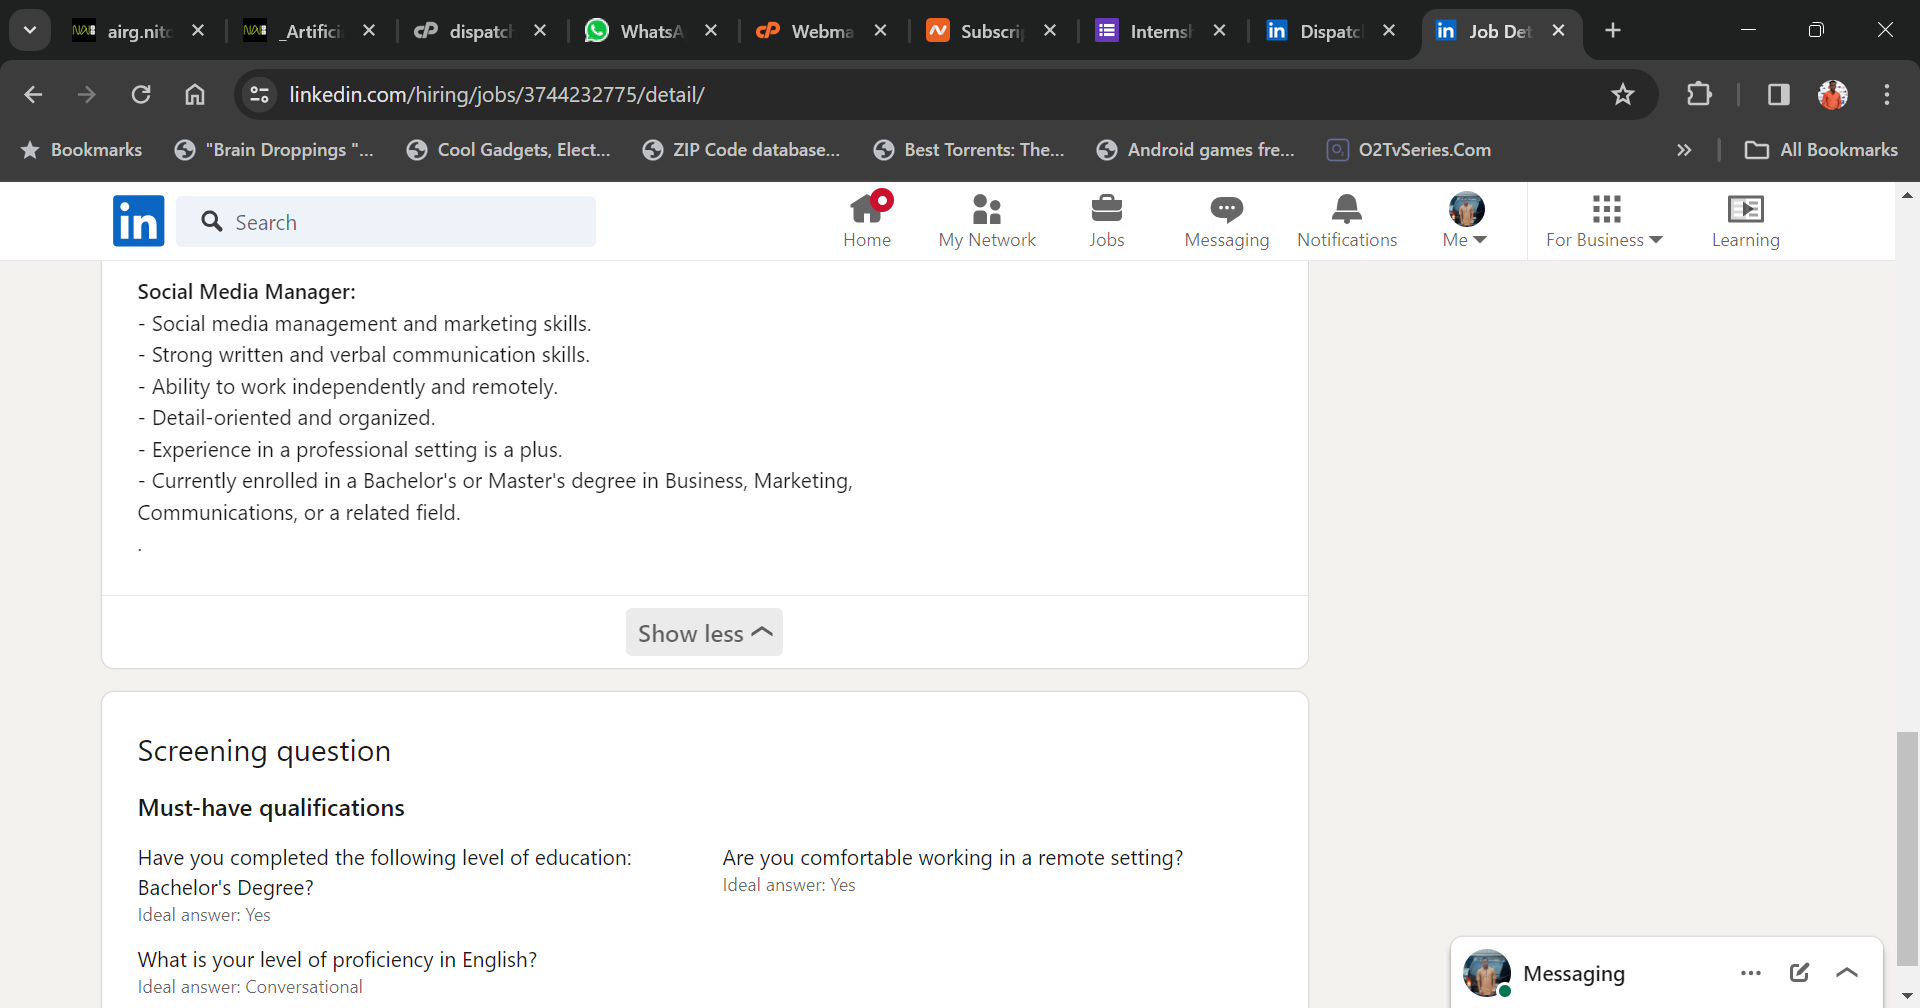 airg.nitd
_Artifici
dispatch
WhatsA
Webma
Subscrip
Internsh
Dispatc
Job Det
linkedin.com/hiring/jobs/3744232775/detail/
Bookmarks
"Brain Droppings "...
Cool Gadgets, Elect...
ZIP Code database...
Best Torrents: The...
Android games fre...
O2TvSeries.Com
All Bookmarks
in
Search
Home
My Network
Jobs
Messaging
Notifications
Me
For Business
Learning
Social Media Manager:
- Social media management and marketing skills.
- Strong written and verbal communication skills.
- Ability to work independently and remotely.
- Detail-oriented and organized.
- Experience in a professional setting is a plus.
- Currently enrolled in a Bachelor's or Master's degree in Business, Marketing,
Communications, or a related field.
.
Show less
Screening question
Must-have qualifications
Have you completed the following level of education:
Bachelor's Degree?
Ideal answer: Yes
Are you comfortable working in a remote setting?
Ideal answer: Yes
What is your level of proficiency in English?
Ideal answer: Conversational
Messaging